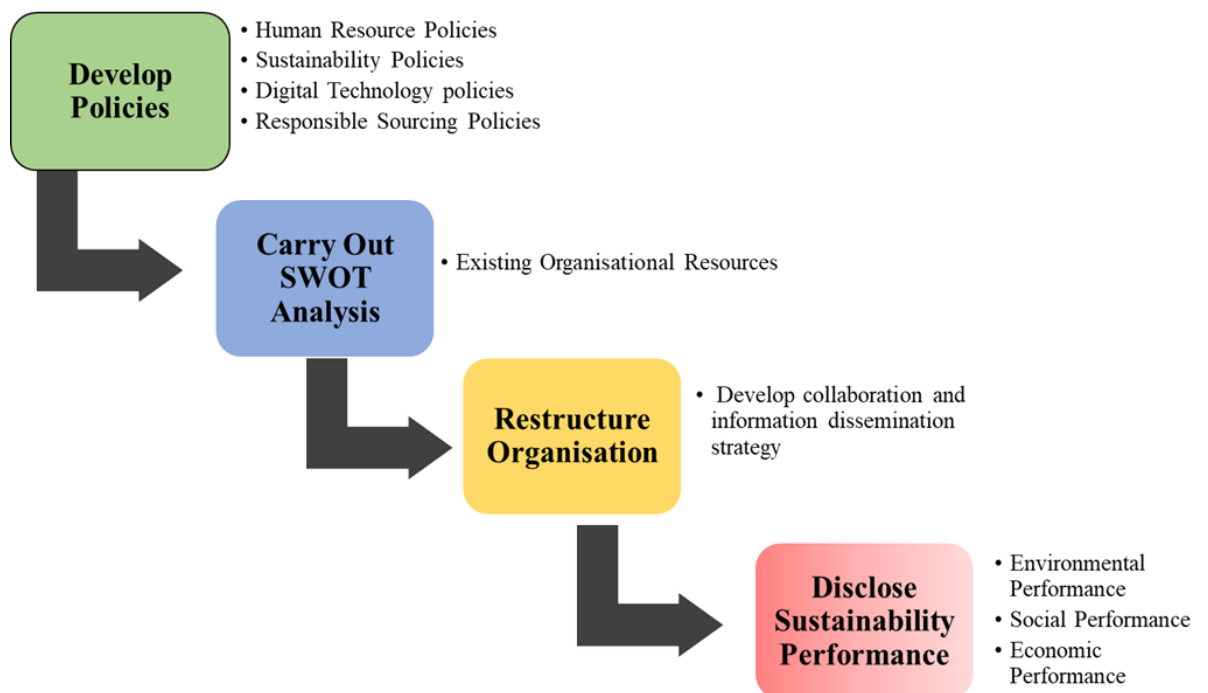 Develop
Policies
• Human Resource Policies
• Sustainability Policies
• Digital Technology policies
• Responsible Sourcing Policies
Carry Out
SWOT
Analysis
• Existing Organisational Resources
Restructure
Organisation
• Develop collaboration and
information dissemination
strategy
Disclose
Sustainability
Performance
• Environmental
Performance
• Social Performance
• Economic
Performance